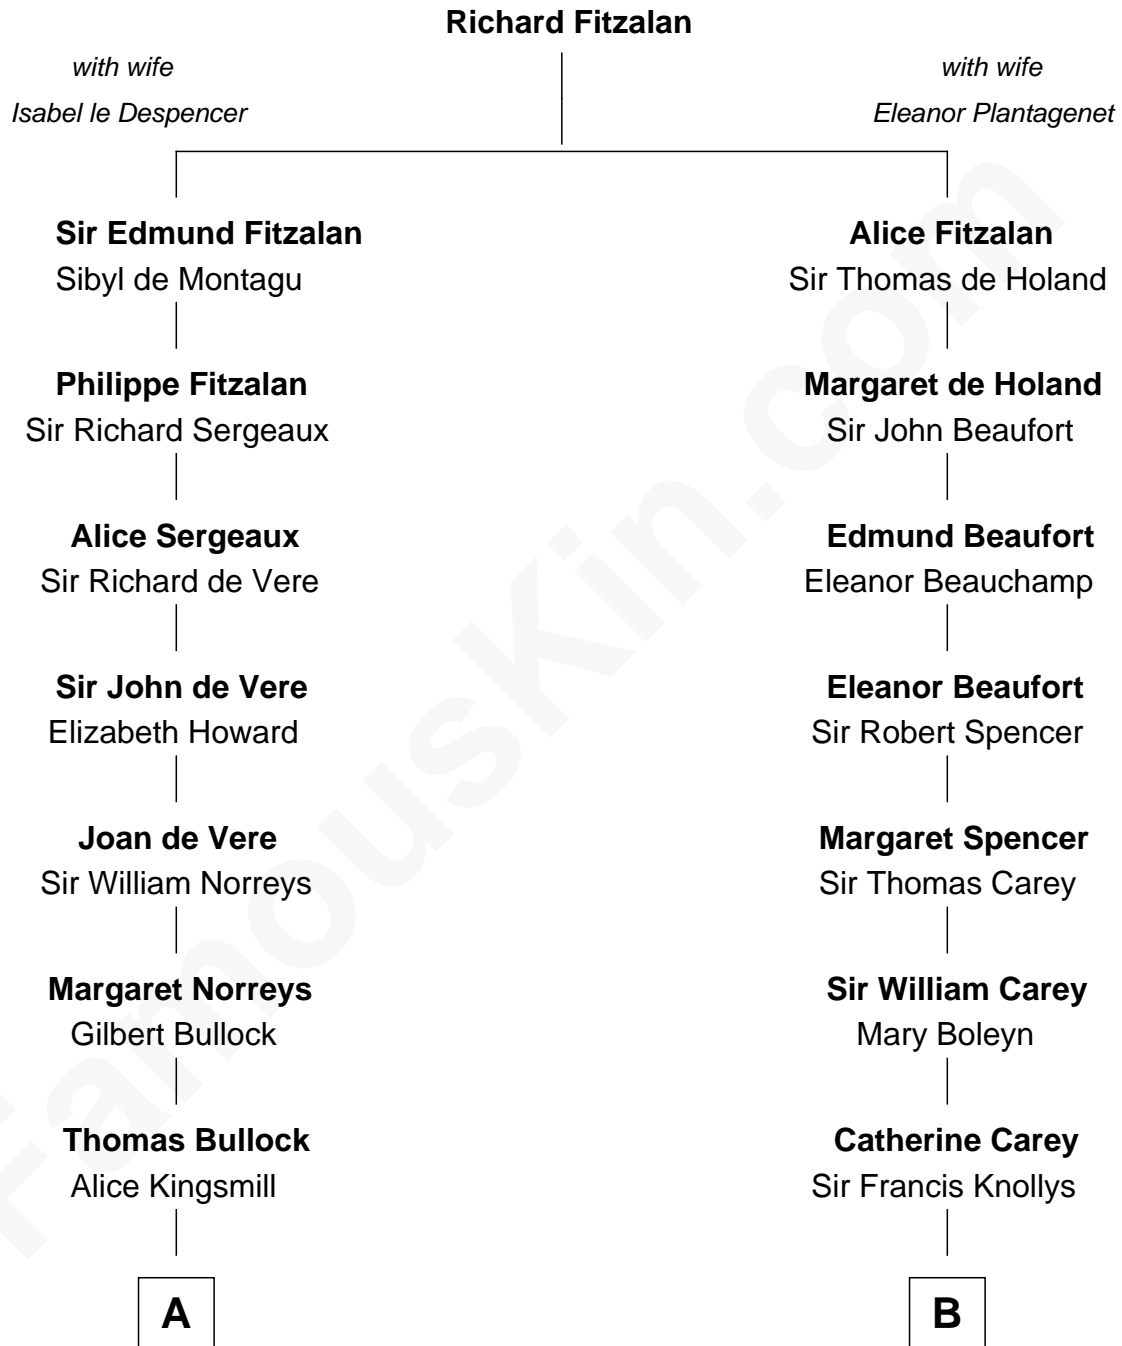 Richard Fitzalan
with wife
Isabel le Despencer
with wife
Eleanor Plantagenet
Sir Edmund Fitzalan
Sibyl de Montagu
Alice Fitzalan
Sir Thomas de Holand
Philippe Fitzalan
Sir Richard Sergeaux
Margaret de Holand
Sir John Beaufort
Alice Sergeaux
Sir Richard de Vere
Edmund Beaufort
Eleanor Beauchamp
Sir John de Vere
Elizabeth Howard
Eleanor Beaufort
Sir Robert Spencer
Joan de Vere
Sir William Norreys
Margaret Spencer
Sir Thomas Carey
Margaret Norreys
Gilbert Bullock
Sir William Carey
Mary Boleyn
Thomas Bullock
Alice Kingsmill
Catherine Carey
Sir Francis Knollys
A
B
FamousKin.com